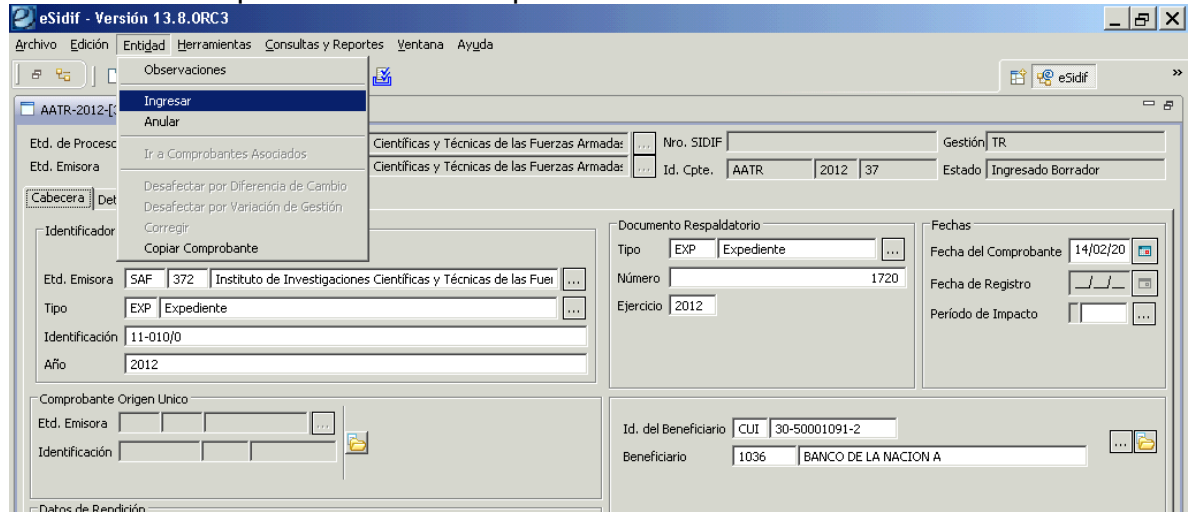 eSidif - Versión 13.8.0RC3
Archivo Edición Entidad Herramientas Consultas y Reportes Ventana Ayuda
Observaciones
eSidif »
Ingresar
AATR-2012-[
Anular
Etd. de Proceso Científicas y Técnicas de las Fuerzas Armadas ... Nro. SIDIF Gestión TR
Ir a Comprobantes Asociados
Etd. Emisora Científicas y Técnicas de las Fuerzas Armadas ... Id. Cpte. AATR 2012 37 Estado Ingresado Borrador
Desafectar por Diferencia de Cambio
Cabecera Det
Desafectar por Variación de Gestión
Corregir
Copiar Comprobante
Identificador Documento Respaldatorio Fechas
Tipo EXP Expediente ... Fecha del Comprobante 14/02/20
Etd. Emisora SAF 372 Instituto de Investigaciones Científicas y Técnicas de las Fuer ... Número 1720 Fecha de Registro _/_/_
Tipo EXP Expediente ... Ejercicio 2012 Período de Impacto ...
Identificación 11-010/0
Año 2012
Comprobante Origen Unico
Etd. Emisora ... Id. del Beneficiario CUI 30-50001091-2
Identificación Beneficiario 1036 BANCO DE LA NACION A ...
Datos de Rendición